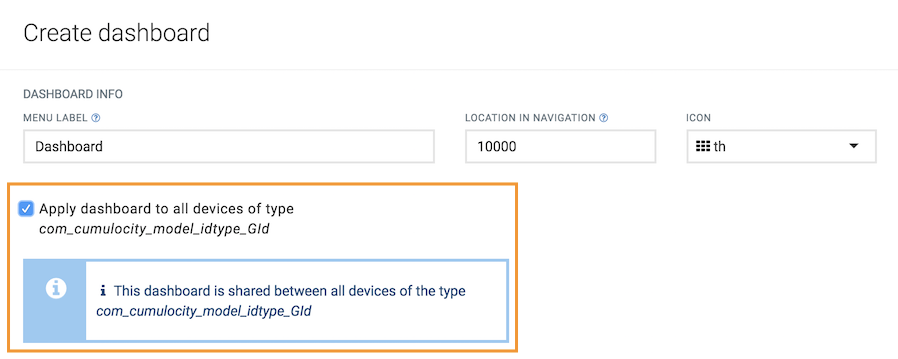 Create dashboard
DASHBOARD INFO
MENU LABEL
LOCATION IN NAVIGATION
ICON
Dashboard
10000
th
Apply dashboard to all devices of type
com_cumulocity_model_idtype_GId
This dashboard is shared between all devices of the type
com_cumulocity_model_idtype_GId